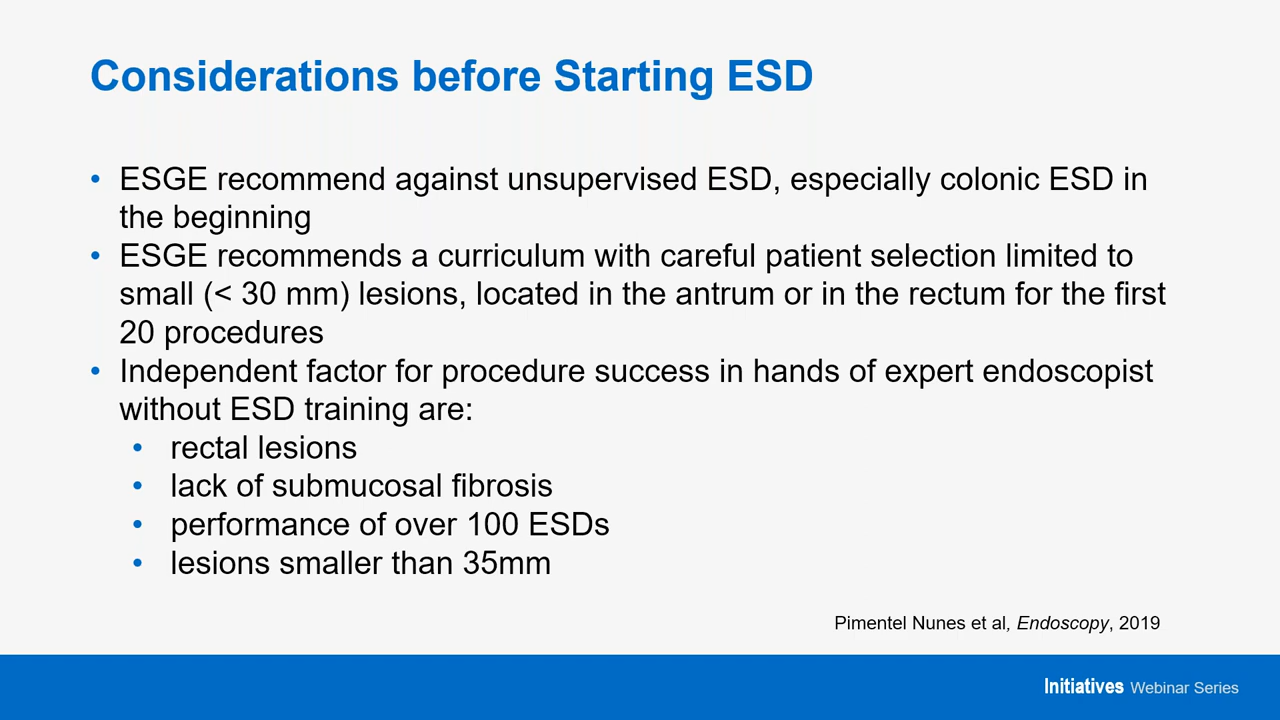 Considerations before Starting ESD
• ESGE recommend against unsupervised ESD, especially colonic ESD in
the beginning
• ESGE recommends a curriculum with careful patient selection limited to
small (< 30 mm) lesions, located in the antrum or in the rectum for the first
20 procedures
• Independent factor for procedure success in hands of expert endoscopist
without ESD training are:
• rectal lesions
• lack of submucosal fibrosis
• performance of over 100 ESDs
• lesions smaller than 35mm
Pimentel Nunes et al, Endoscopy, 2019
Initiatives Webinar Series